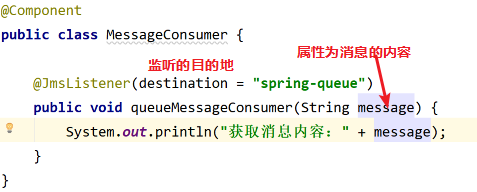 @Component
public class MessageConsumer {
监听的目的地
属性为消息的内容
@JmsListener(destination = "spring-queue")
public void queueMessageConsumer(String message) {
System.out.println("获取消息内容：" + message);
}
}